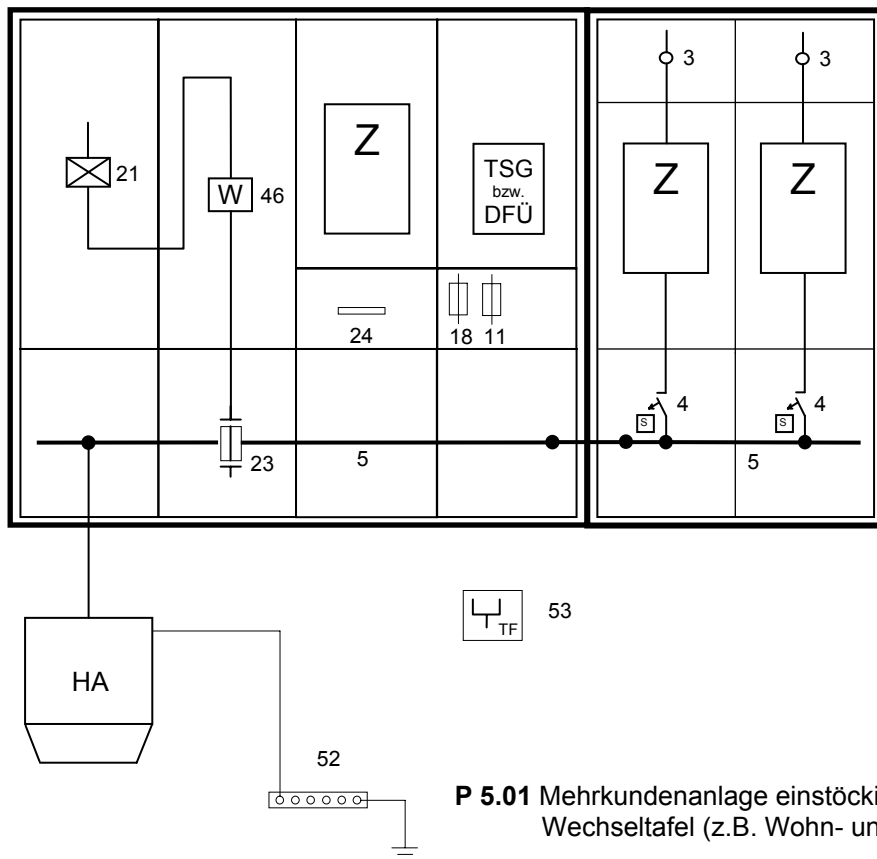 3 3
Z
Z Z
21
W 46
TSG
bzw.
DFÜ
24 18 11
S 4 S 4
23 5 5
TF 53
HA
52
P 5.01 Mehrkundenanlage einstöcki
Wechseltafel (z.B. Wohn- un